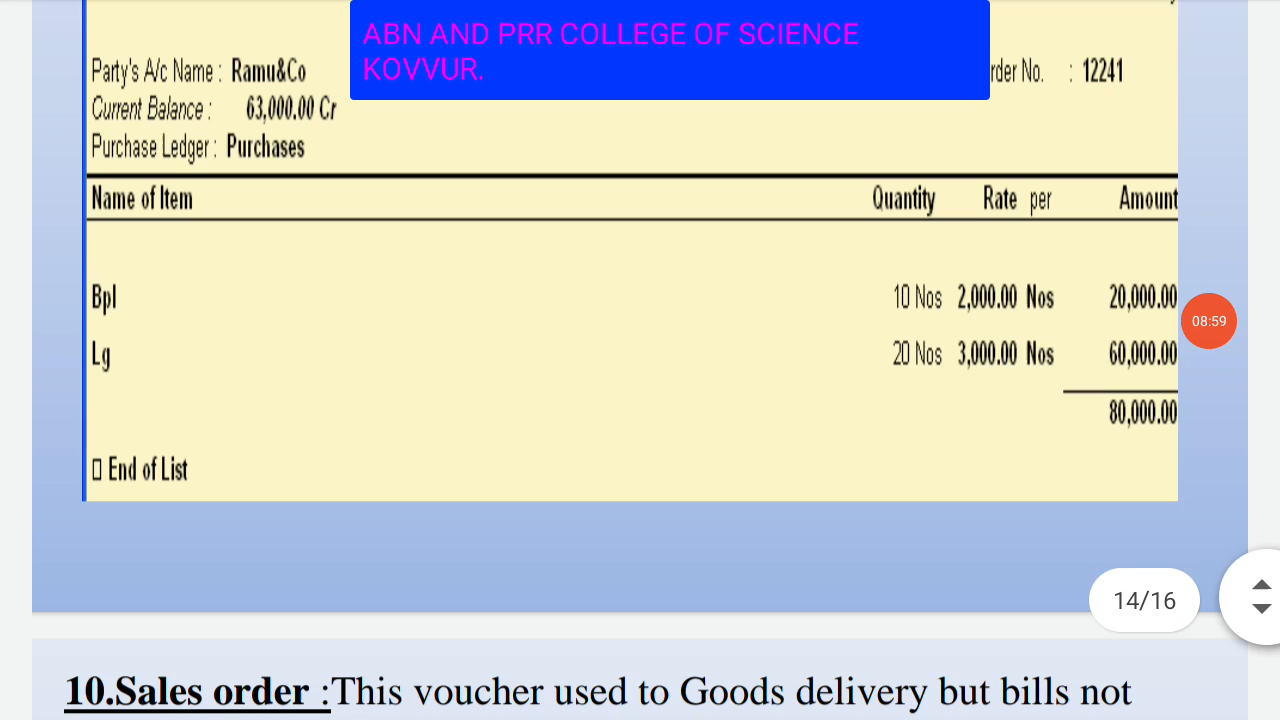 ABN AND PRR COLLEGE OF SCIENCE
KOVVUR.
Party's A/c Name : Ramu&Co
rder No. : 12241
Current Balance : 63,000.00 Cr
Purchase Ledger : Purchases
Name of Item Quantity Rate per Amount
Bpl 10 Nos 2,000.00 Nos 20,000.00
08:59
Lg 20 Nos 3,000.00 Nos 60,000.00
80,000.00
End of List
14/16
10.Sales order :This voucher used to Goods delivery but bills not